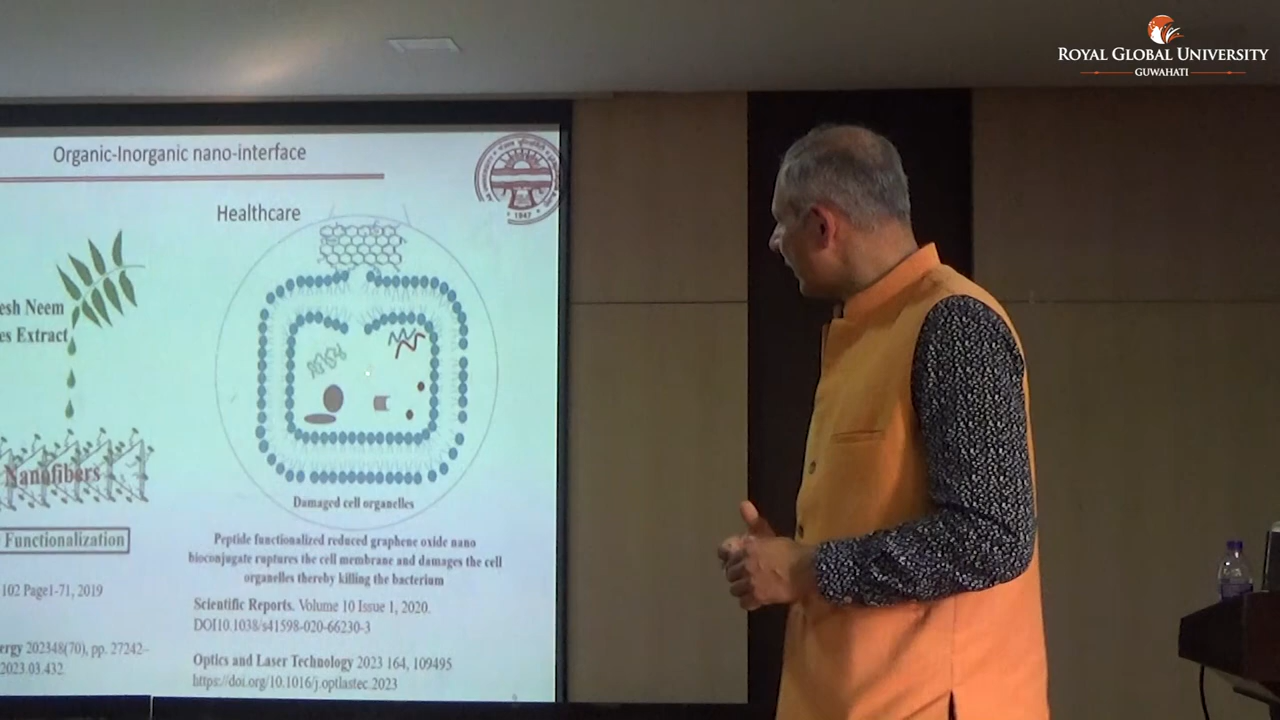 ROYAL GLOBAL UNIVERSITY
GUWAHATI
Organic-Inorganic nano-interface
1947
Healthcare
esh Neem
es Extract
Nanofibers
Functionalization
102 Page1-71, 2019
ergy 202348(70), pp. 27242–
2023.03.432
Damaged cell organelles
Peptide functionalized reduced graphene oxide nano
bioconjugate ruptures the cell membrane and damages the cell
organelles thereby killing the bacterium
Scientific Reports. Volume 10 Issue 1, 2020.
DOI10.1038/s41598-020-66230-3
Optics and Laser Technology 2023 164, 109495
https://doi.org/10.1016/j.optlastec.2023